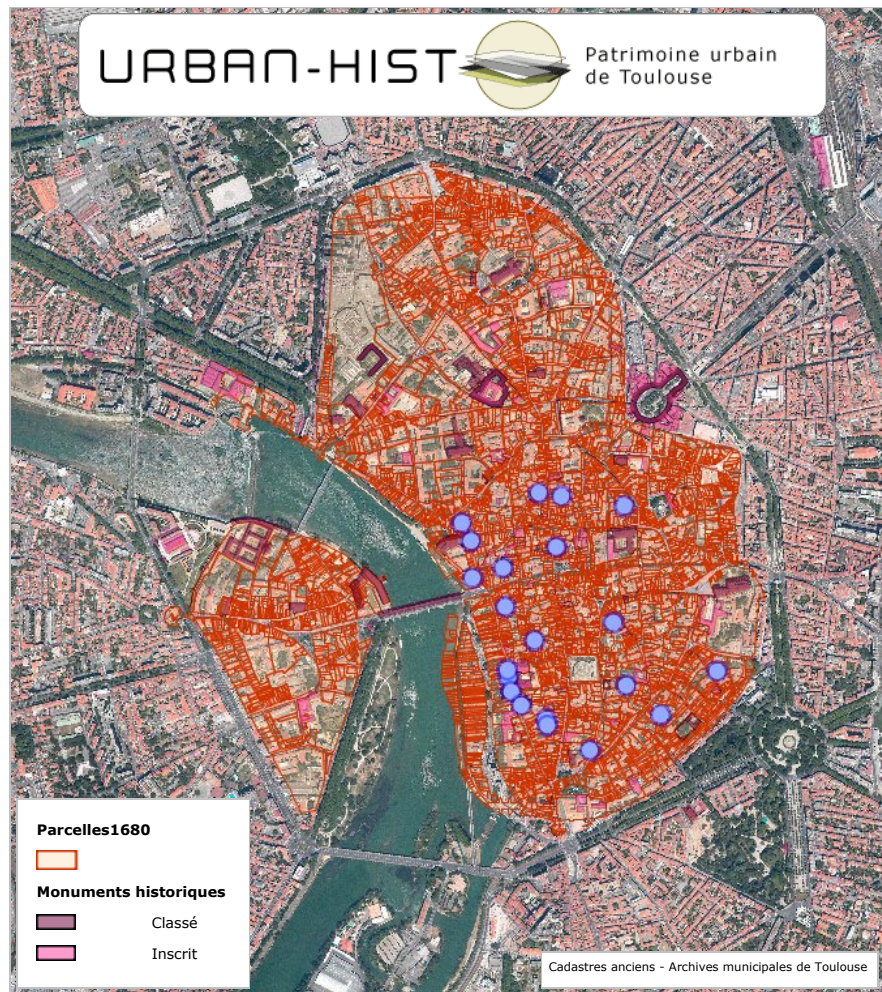 URBAN-HIST
Patrimoine urbain
de Toulouse
Parcelles1680
Monuments historiques
Classé
Inscrit
Cadastres anciens - Archives municipales de Toulouse